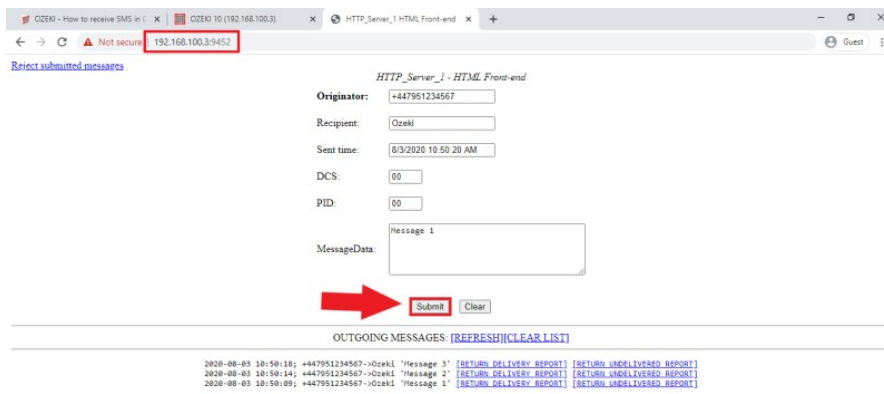 OZEKI - How to receive SMS in C
OZEKI 10 (192.168.100.3)
HTTP_Server_1 HTML Front-end
Not secure
192.168.100.3:9452
Guest
Reject submitted messages
HTTP_Server_1 - HTML Front-end
Originator: +447951234567
Recipient: Ozeki
Sent time: 8/3/2020 10:50 20 AM
DCS: 00
PID: 00
MessageData: Message 1
Submit Clear
OUTGOING MESSAGES: [REFRESH][CLEAR LIST]
2020-08-03 10:50:18; +447951234567->Ozeki 'Message 3' [RETURN DELIVERY REPORT] [RETURN UNDELIVERED REPORT]
2020-08-03 10:50:14; +447951234567->Ozeki 'Message 2' [RETURN DELIVERY REPORT] [RETURN UNDELIVERED REPORT]
2020-08-03 10:50:09; +447951234567->Ozeki 'Message 1' [RETURN DELIVERY REPORT] [RETURN UNDELIVERED REPORT]